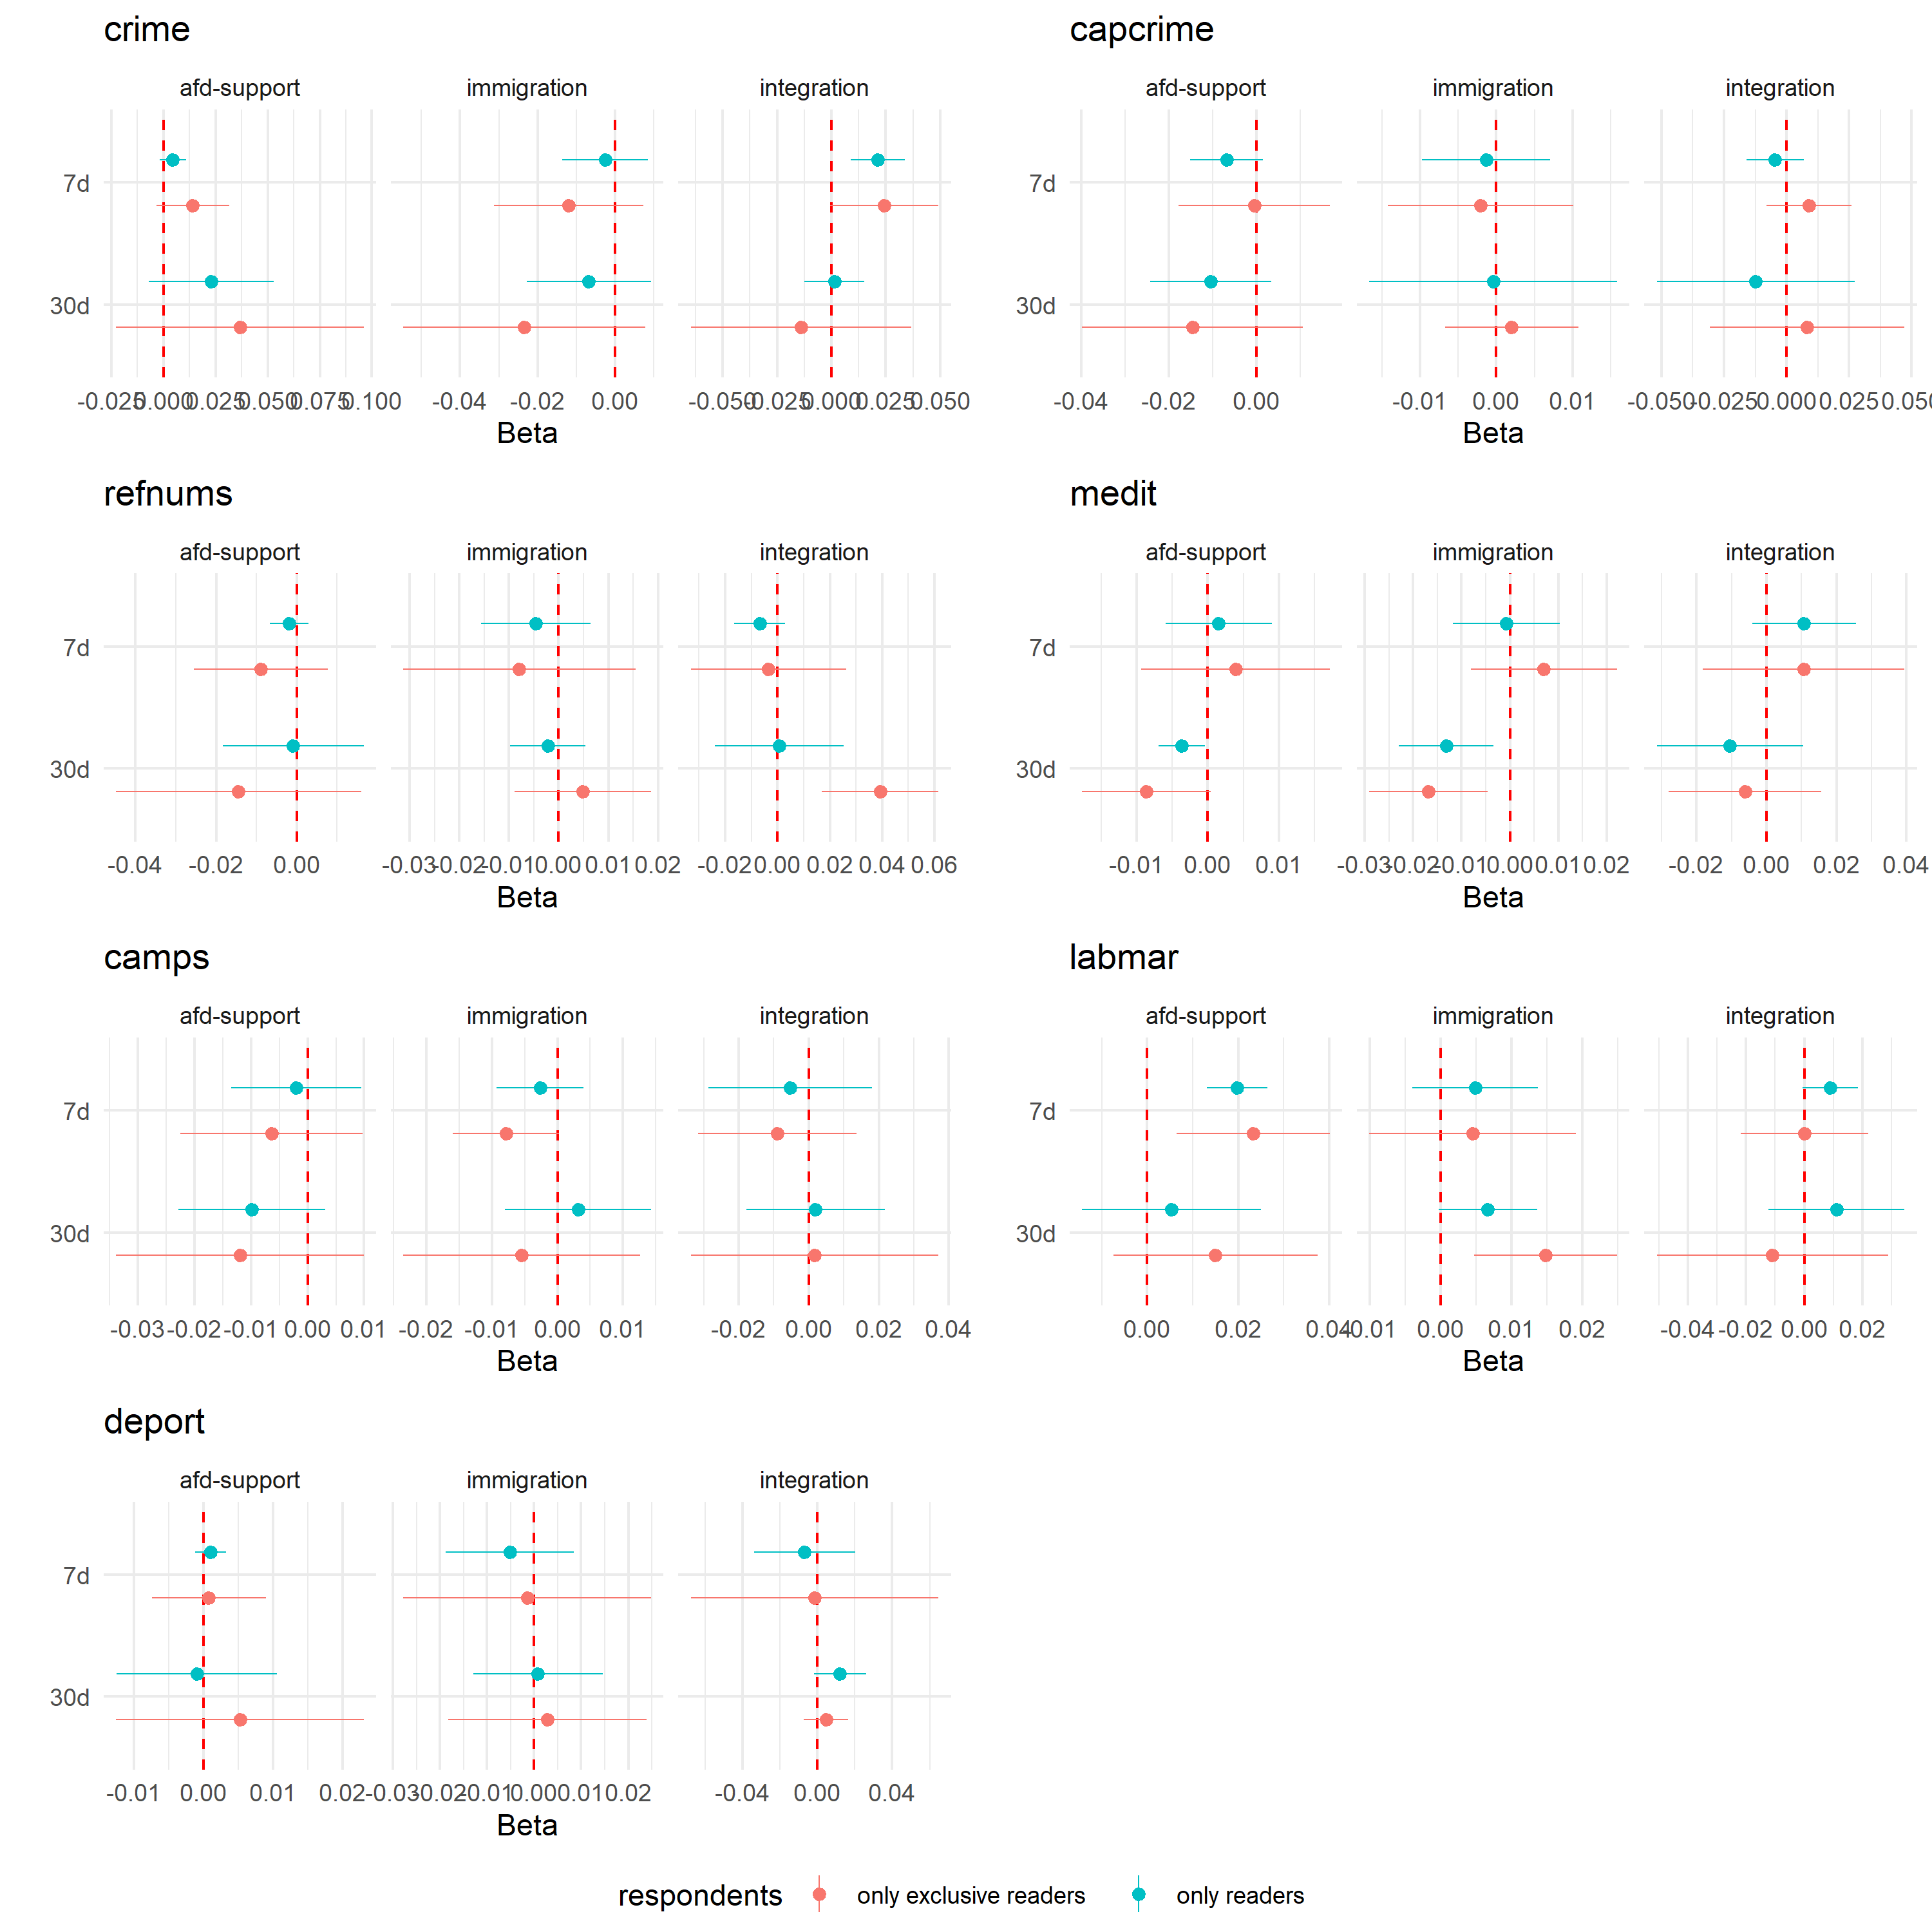 crime
afd-support immigration integration
7d
30d
-0.025 0.000 0.025 0.050 0.075 0.100 -0.04 -0.02 0.00 -0.050 -0.025 0.000 0.025 0.050
Beta
capcrime
afd-support immigration integration
7d
30d
-0.04 -0.02 0.00 -0.01 0.00 0.01 -0.050 -0.025 0.000 0.025 0.050
Beta
refnums
afd-support immigration integration
7d
30d
-0.04 -0.02 0.00 -0.03 -0.02 -0.01 0.00 0.01 0.02 -0.02 0.00 0.02 0.04 0.06
Beta
medit
afd-support immigration integration
7d
30d
-0.01 0.00 0.01 -0.03 -0.02 -0.01 0.00 0.01 0.02 -0.02 0.00 0.02 0.04
Beta
camps
afd-support immigration integration
7d
30d
-0.03 -0.02 -0.01 0.00 0.01 -0.02 -0.01 0.00 0.01 -0.02 0.00 0.02 0.04
Beta
labmar
afd-support immigration integration
7d
30d
0.00 0.02 0.04 -0.01 0.00 0.01 0.02 -0.04 -0.02 0.00 0.02
Beta
deport
afd-support immigration integration
7d
30d
-0.01 0.00 0.01 0.02 -0.03 -0.02 -0.01 0.00 0.01 0.02 -0.04 0.00 0.04
Beta
respondents only exclusive readers only readers